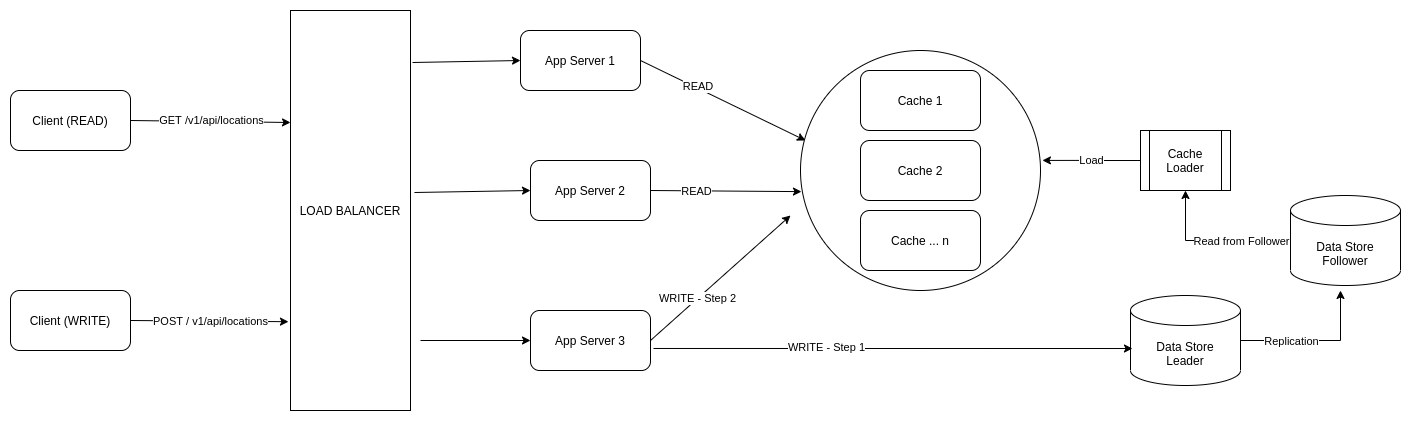 Client (READ)
GET /v1/api/locations
Client (WRITE)
POST / v1/api/locations
LOAD BALANCER
App Server 1
READ
App Server 2
READ
App Server 3
WRITE - Step 2
WRITE - Step 1
Cache 1
Cache 2
Cache ... n
Load
Cache
Loader
Read from Follower
Data Store
Follower
Data Store
Leader
Replication